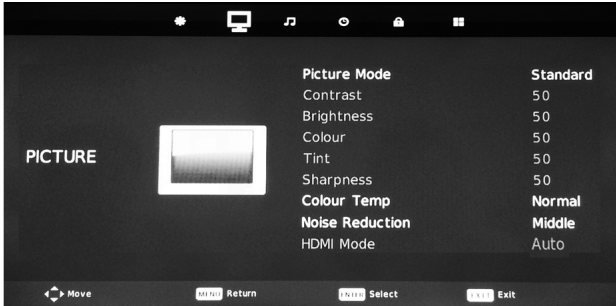 Picture Mode Standard
Contrast 50
Brightness 50
Colour 50
PICTURE
Tint 50
Sharpness 50
Colour Temp Normal
Noise Reduction Middle
HDMI Mode Auto
Move MENU Return ENTER Select EXIT Exit